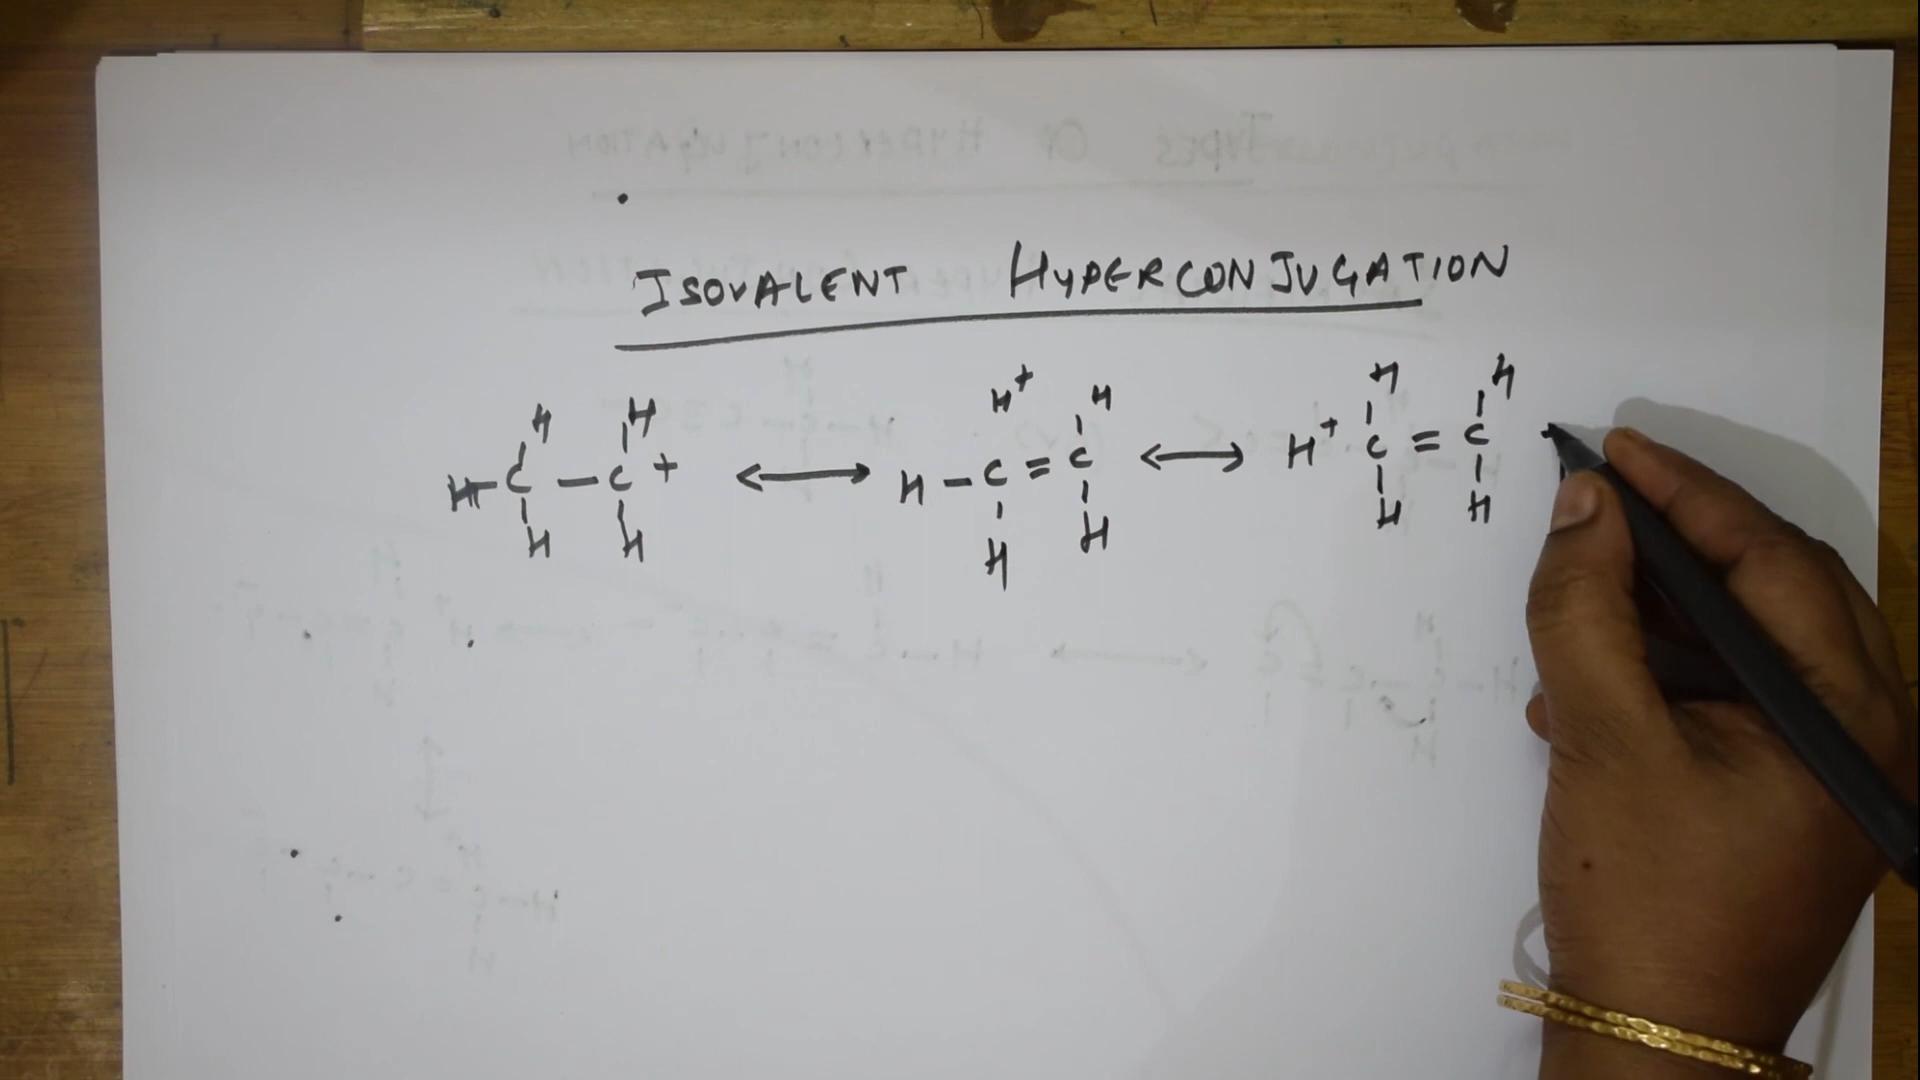 ISOVALENT HYPERCONJUGATION
H H H+ H H H
H-C-C+ ⟷ H-C=C ⟷ H+ C=C
H H H H H H